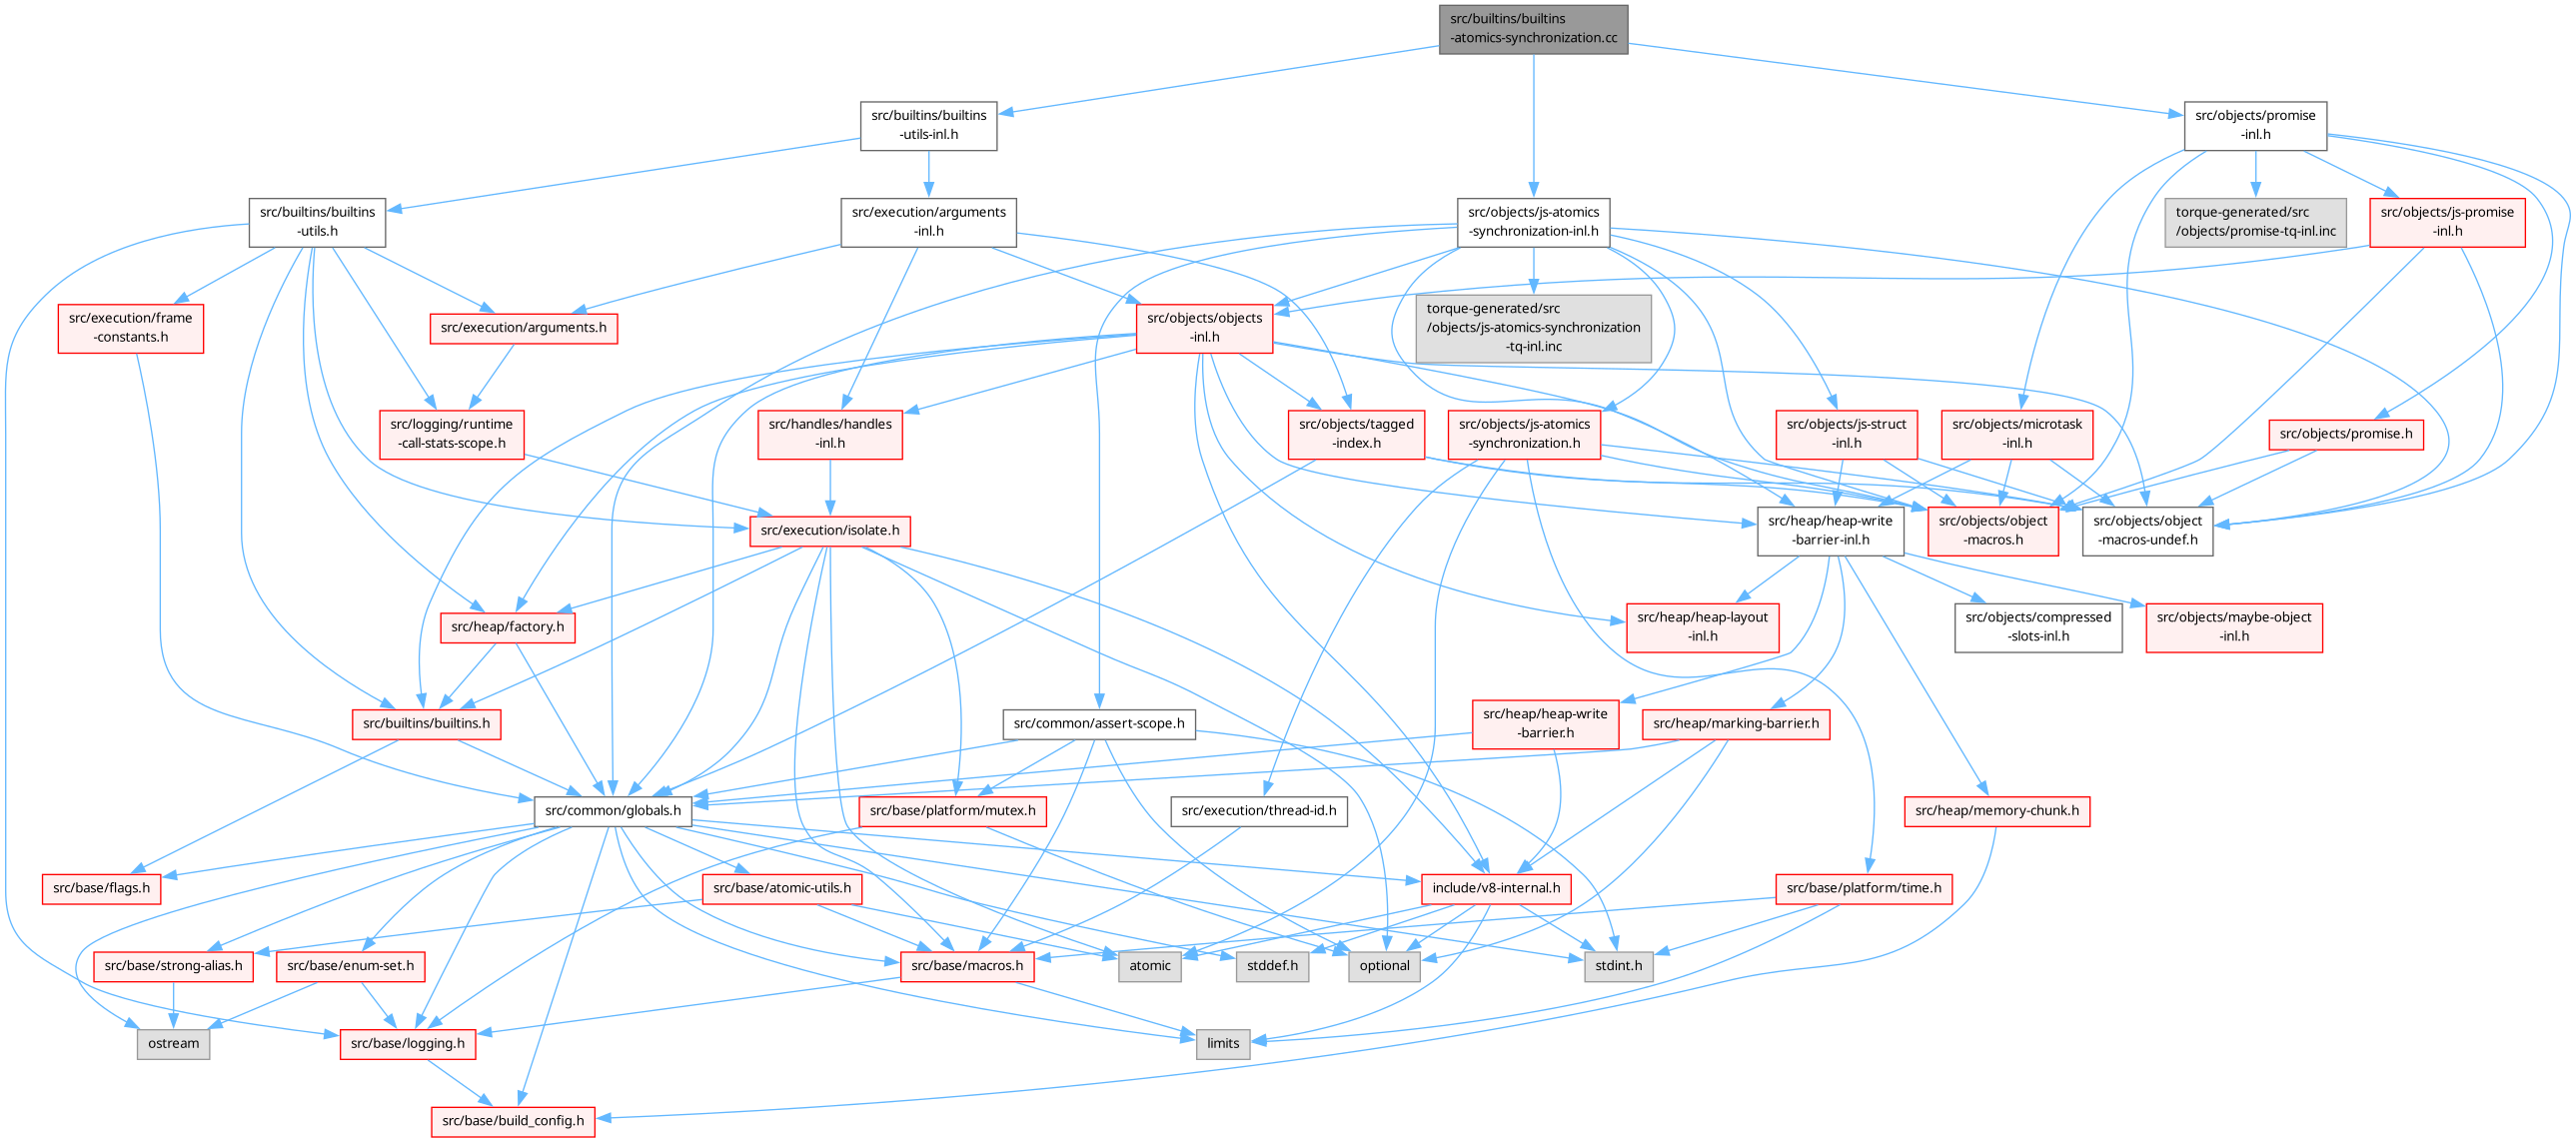 src/builtins/builtins
-atomics-synchronization.cc
src/builtins/builtins
-utils-inl.h
src/objects/promise
-inl.h
src/builtins/builtins
-utils.h
src/execution/arguments
-inl.h
src/objects/js-atomics
-synchronization-inl.h
torque-generated/src
/objects/promise-tq-inl.inc
src/objects/js-promise
-inl.h
src/execution/frame
-constants.h
src/execution/arguments.h
src/objects/objects
-inl.h
torque-generated/src
/objects/js-atomics-synchronization
-tq-inl.inc
src/logging/runtime
-call-stats-scope.h
src/handles/handles
-inl.h
src/objects/tagged
-index.h
src/objects/js-atomics
-synchronization.h
src/objects/js-struct
-inl.h
src/objects/microtask
-inl.h
src/objects/promise.h
src/execution/isolate.h
src/heap/heap-write
-barrier-inl.h
src/objects/object
-macros.h
src/objects/object
-macros-undef.h
src/heap/factory.h
src/heap/heap-layout
-inl.h
src/objects/compressed
-slots-inl.h
src/objects/maybe-object
-inl.h
src/builtins/builtins.h
src/common/assert-scope.h
src/heap/heap-write
-barrier.h
src/heap/marking-barrier.h
src/common/globals.h
src/base/platform/mutex.h
src/execution/thread-id.h
src/heap/memory-chunk.h
src/base/flags.h
src/base/atomic-utils.h
include/v8-internal.h
src/base/platform/time.h
src/base/strong-alias.h
src/base/enum-set.h
src/base/macros.h
atomic
stddef.h
optional
stdint.h
ostream
src/base/logging.h
limits
src/base/build_config.h